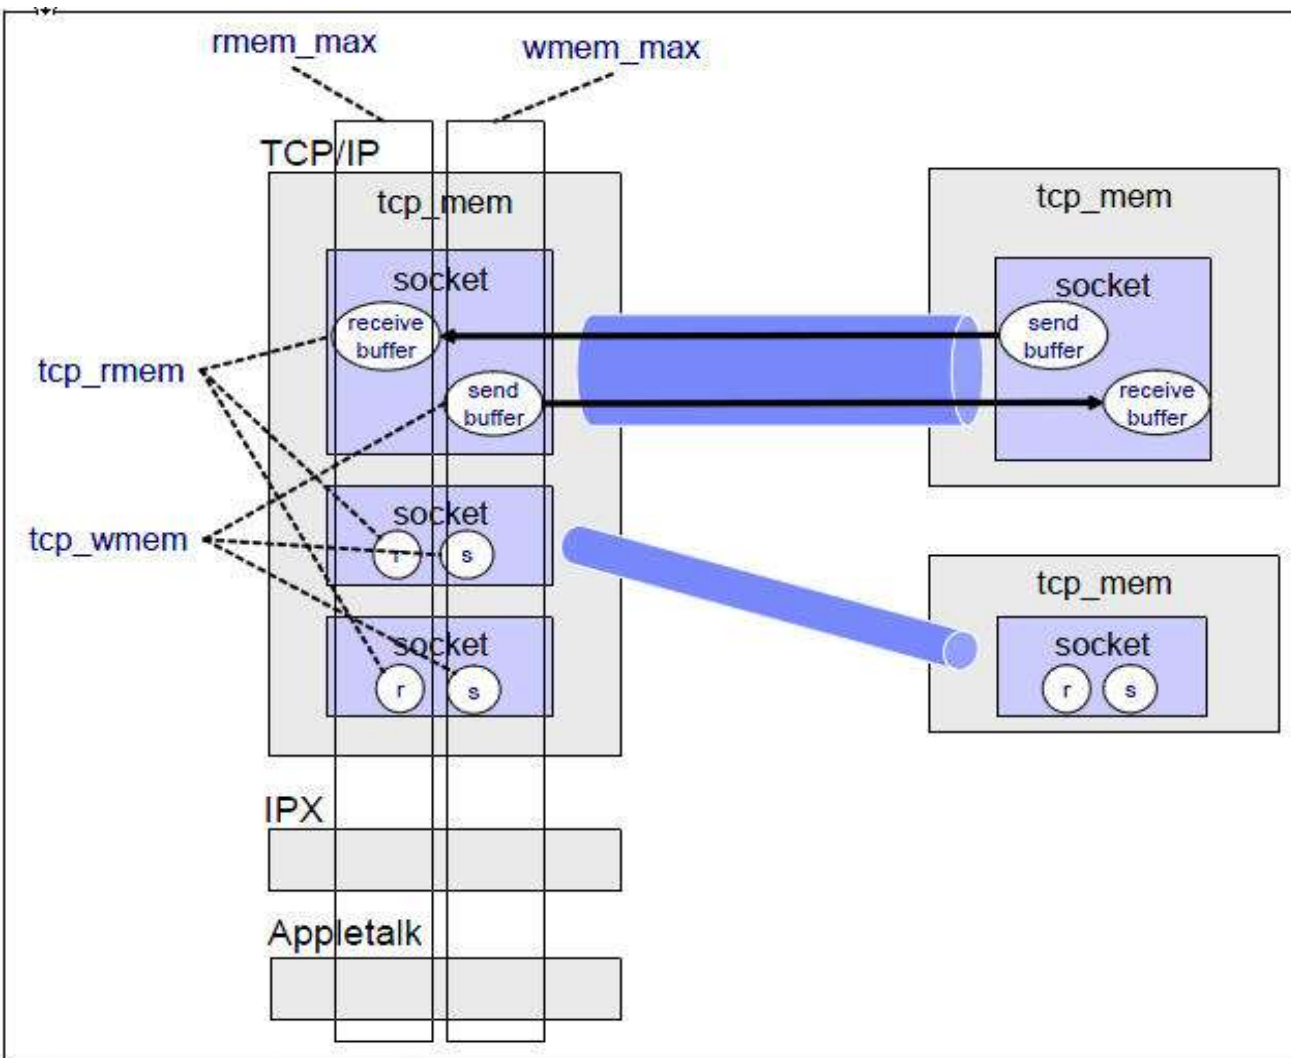 rmem_max
wmem_max
TCP/IP
tcp_mem
tcp_mem
socket
socket
receive
buffer
send
buffer
tcp_rmem
send
buffer
receive
buffer
socket
tcp_wmem
r
s
tcp_mem
socket
socket
r
s
r
s
IPX
Appletalk